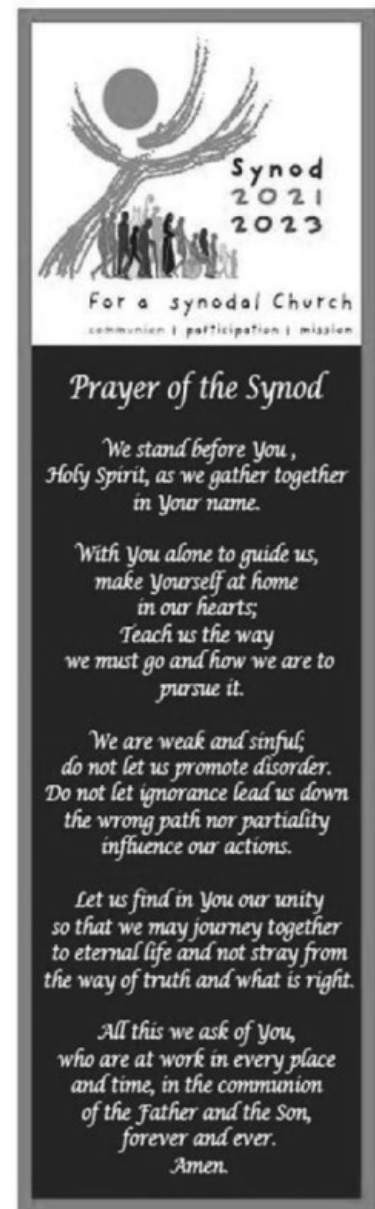 Synod
2021
2023
For a synodal Church
communion | participation | mission
Prayer of the Synod
We stand before You ,
Holy Spirit, as we gather together
in Your name.
With You alone to guide us,
make Yourself at home
in our hearts;
Teach us the way
we must go and how we are to
pursue it.
We are weak and sinful;
do not let us promote disorder.
Do not let ignorance lead us down
the wrong path nor partiality
influence our actions.
Let us find in You our unity
so that we may journey together
to eternal life and not stray from
the way of truth and what is right.
All this we ask of You,
who are at work in every place
and time, in the communion
of the Father and the Son,
forever and ever.
Amen.